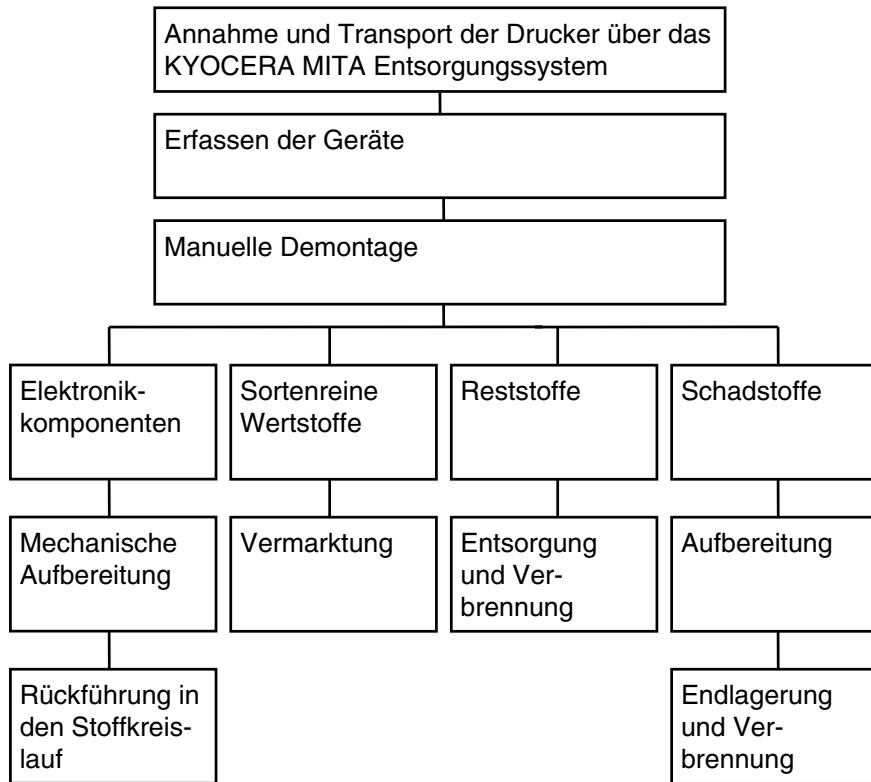 Annahme und Transport der Drucker über das
KYOCERA MITA Entsorgungssystem
Erfassen der Geräte
Manuelle Demontage
Elektronik-
komponenten
Sortenreine
Wertstoffe
Reststoffe
Schadstoffe
Mechanische
Aufbereitung
Vermarktung
Entsorgung
und Ver-
brennung
Aufbereitung
Rückführung in
den Stoffkreis-
lauf
Endlagerung
und Ver-
brennung